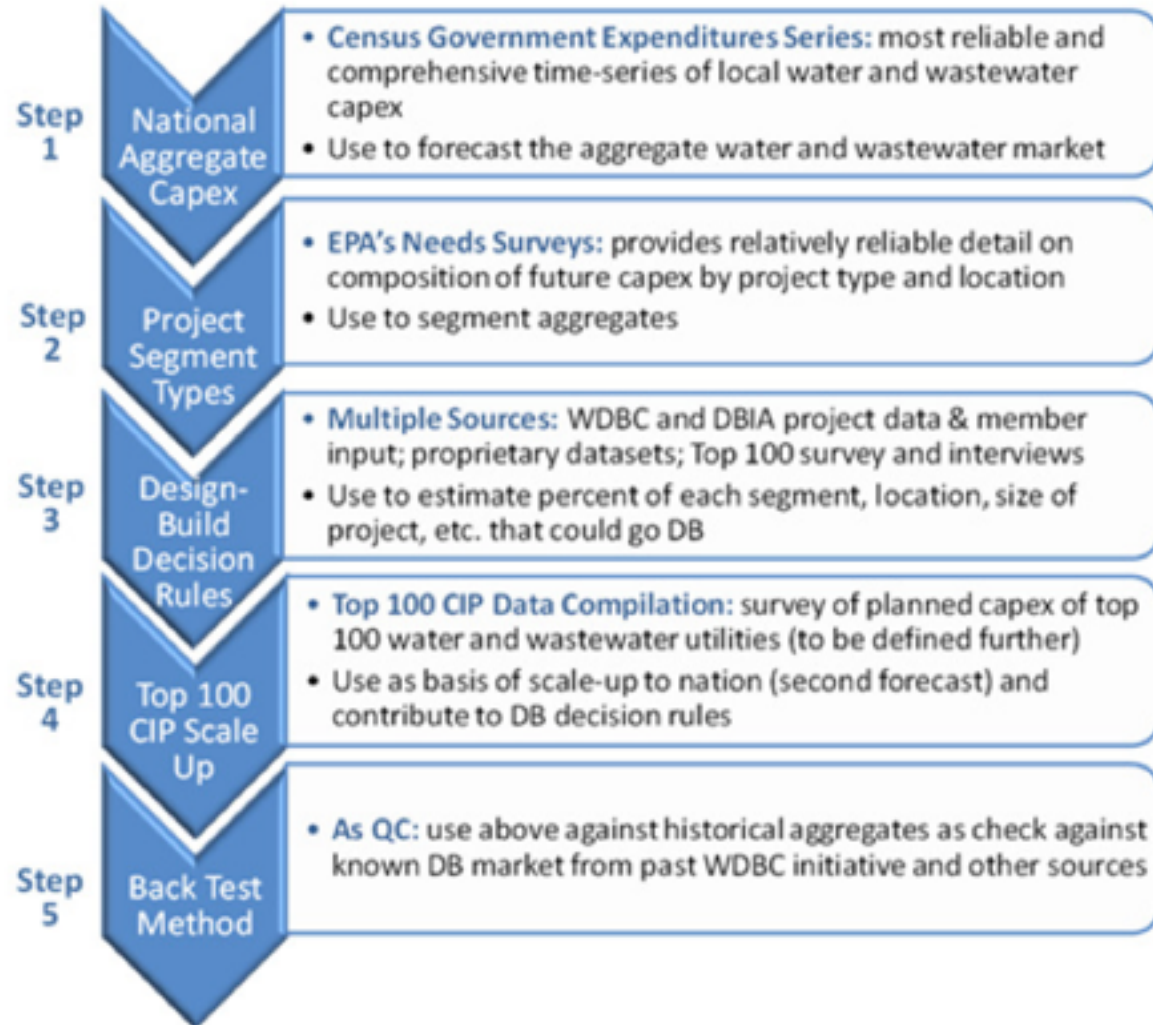 Step
1
National
Aggregate
Capex
• Census Government Expenditures Series: most reliable and
comprehensive time-series of local water and wastewater
capex
• Use to forecast the aggregate water and wastewater market
Step
2
Project
Segment
Types
• EPA's Needs Surveys: provides relatively reliable detail on
composition of future capex by project type and location
• Use to segment aggregates
Step
3
Design-
Build
Decision
Rules
• Multiple Sources: WDBC and DBIA project data & member
input; proprietary datasets; Top 100 survey and interviews
• Use to estimate percent of each segment, location, size of
project, etc. that could go DB
Step
4
Top 100
CIP Scale
Up
• Top 100 CIP Data Compilation: survey of planned capex of top
100 water and wastewater utilities (to be defined further)
• Use as basis of scale-up to nation (second forecast) and
contribute to DB decision rules
Step
5
Back Test
Method
• As QC: use above against historical aggregates as check against
known DB market from past WDBC initiative and other sources